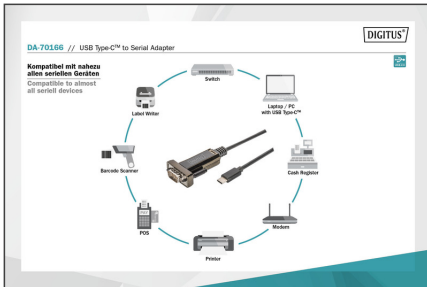 DIGITUS®
DA-70166 // USB Type-C™ to Serial Adapter
Kompatibel mit nahezu
allen seriellen Geräten
Compatible to almost
all seriell devices
Switch
Laptop / PC
with USB Type-C™
Label Writer
Barcode Scanner
Cash Register
POS
Modem
Printer